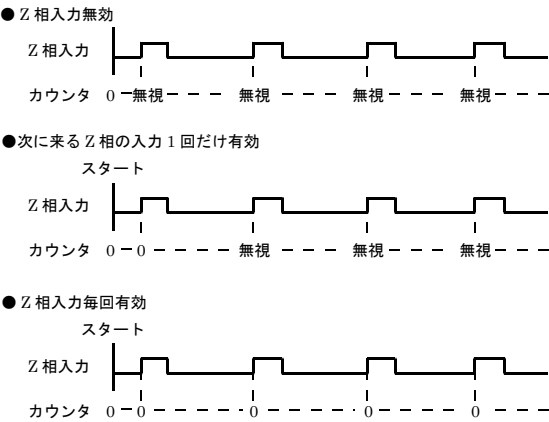 ● Z 相入力無効
Z 相入力
カウンタ 0 無視 無視 無視 無視
●次に来る Z 相の入力 1 回だけ有効
スタート
Z 相入力
カウンタ 0 0 無視 無視 無視
● Z 相入力毎回有効
スタート
Z 相入力
カウンタ 0 0 0 0 0